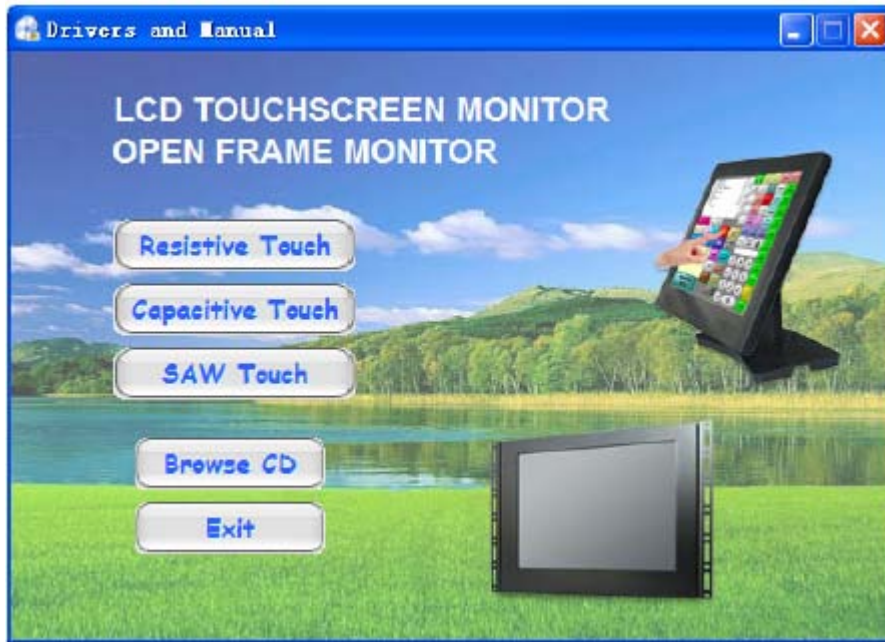 Drivers and Manual
LCD TOUCHSCREEN MONITOR
OPEN FRAME MONITOR
Resistive Touch
Capacitive Touch
SAW Touch
Browse CD
Exit